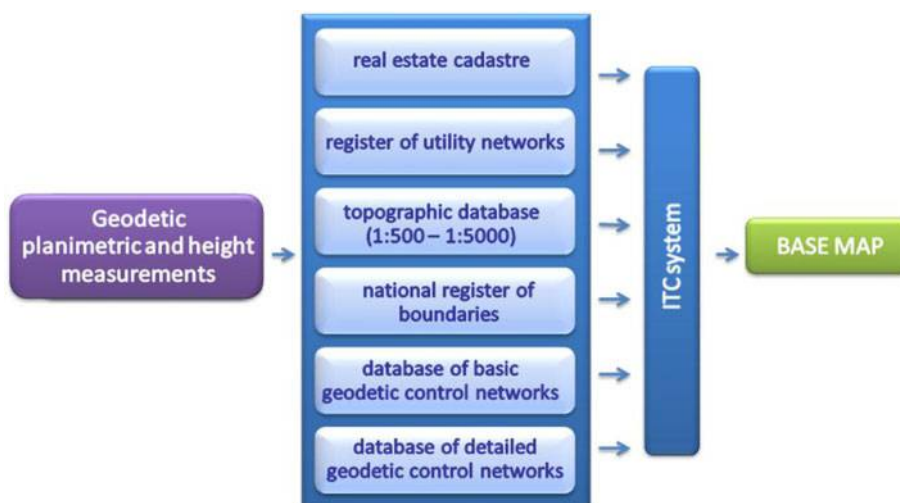 Geodetic
planimetric and height
measurements
real estate cadastre
register of utility networks
topographic database
(1:500 – 1:5000)
national register of
boundaries
database of basic
geodetic control networks
database of detailed
geodetic control networks
ITC system
BASE MAP